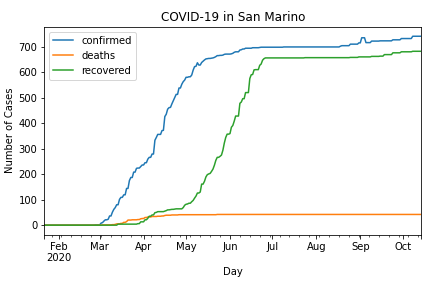 COVID-19 in San Marino
confirmed
deaths
recovered
Number of Cases
700
600
500
400
300
200
100
0
Feb Mar Apr May Jun Jul Aug Sep Oct
2020
Day